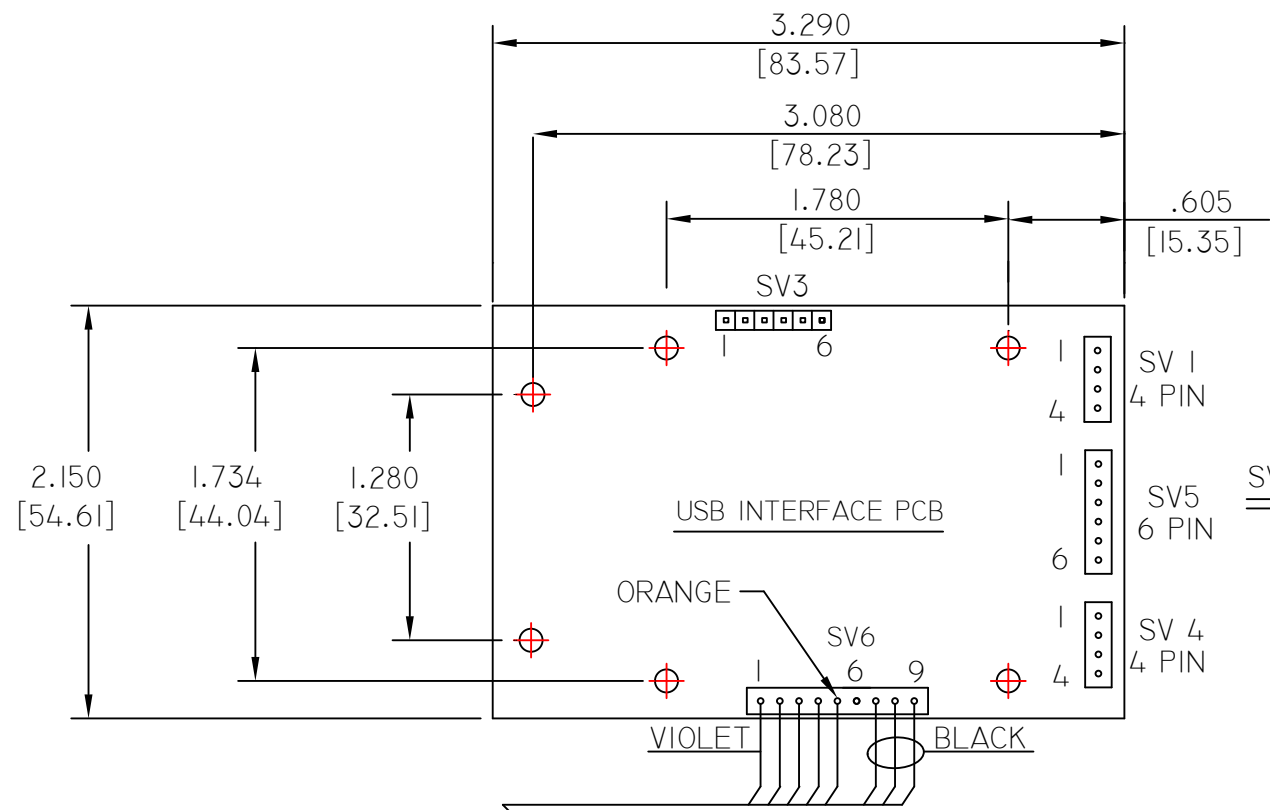 3.290
[83.57]
3.080
[78.23]
1.780
[45.21]
.605
[15.35]
SV3
1 6
1
4
SV 1
4 PIN
2.150
[54.61]
1.734
[44.04]
1.280
[32.51]
USB INTERFACE PCB
1
6
SV5
6 PIN
SV
ORANGE
SV6
1 6 9
1
4
SV 4
4 PIN
VIOLET
BLACK